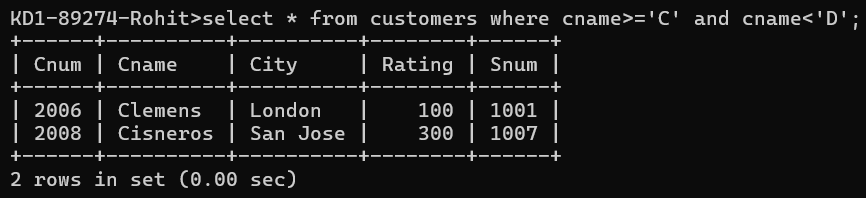 KD1-89274-Rohit>select * from customers where cname>='C' and cname<'D';
+------+----------+----------+--------+------+
| Cnum | Cname    | City     | Rating | Snum |
+------+----------+----------+--------+------+
| 2006 | Clemens  | London   |    100 | 1001 |
| 2008 | Cisneros | San Jose |    300 | 1007 |
+------+----------+----------+--------+------+
2 rows in set (0.00 sec)